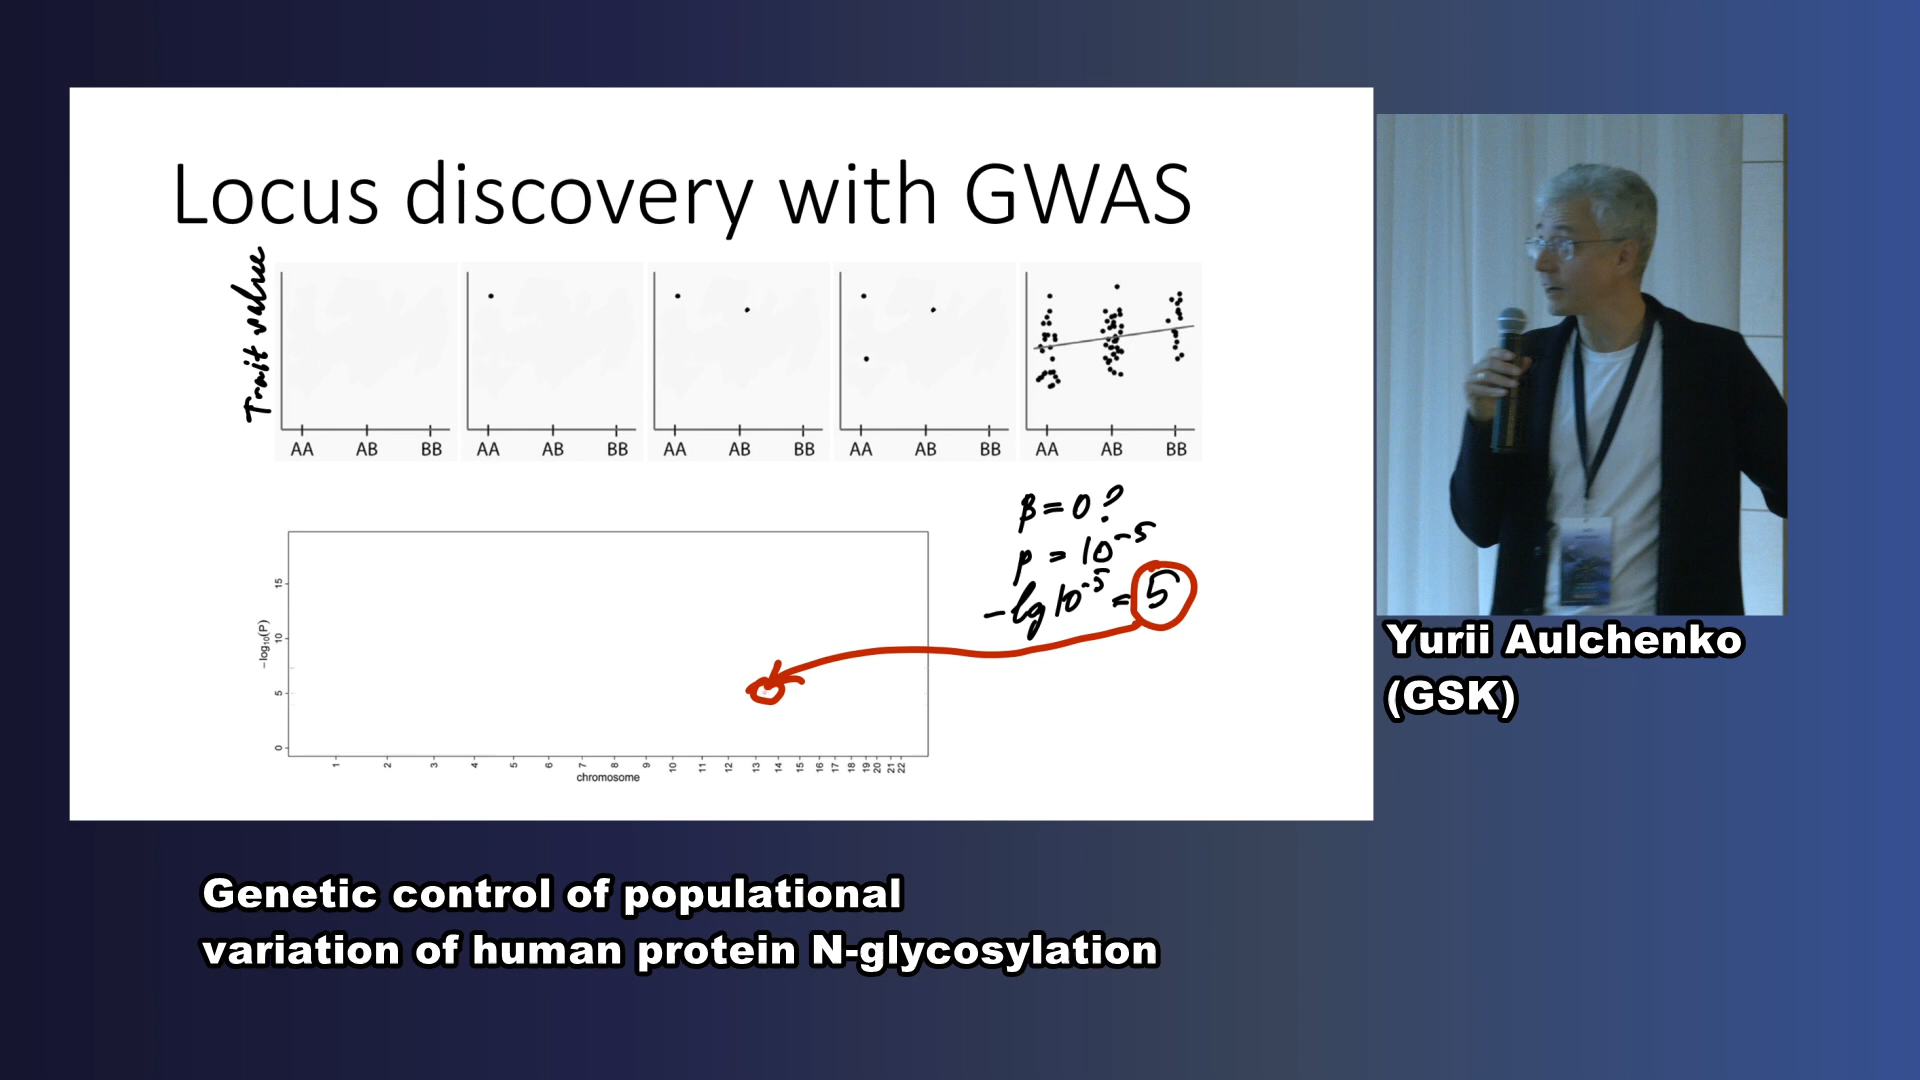 Locus discovery with GWAS
Trait value
AA AB BB AA AB BB AA AB BB AA AB BB AA AB BB
β = 0 ?
p = 10⁻⁵
-lg 10⁻⁵ = 5
-log₁₀(P)
15
10
5
0
1 2 3 4 5 6 7 8 9 10 11 12 13 14 15 16 17 18 19 20 21 22
chromosome
Yurii Aulchenko
(GSK)
Genetic control of populational
variation of human protein N-glycosylation